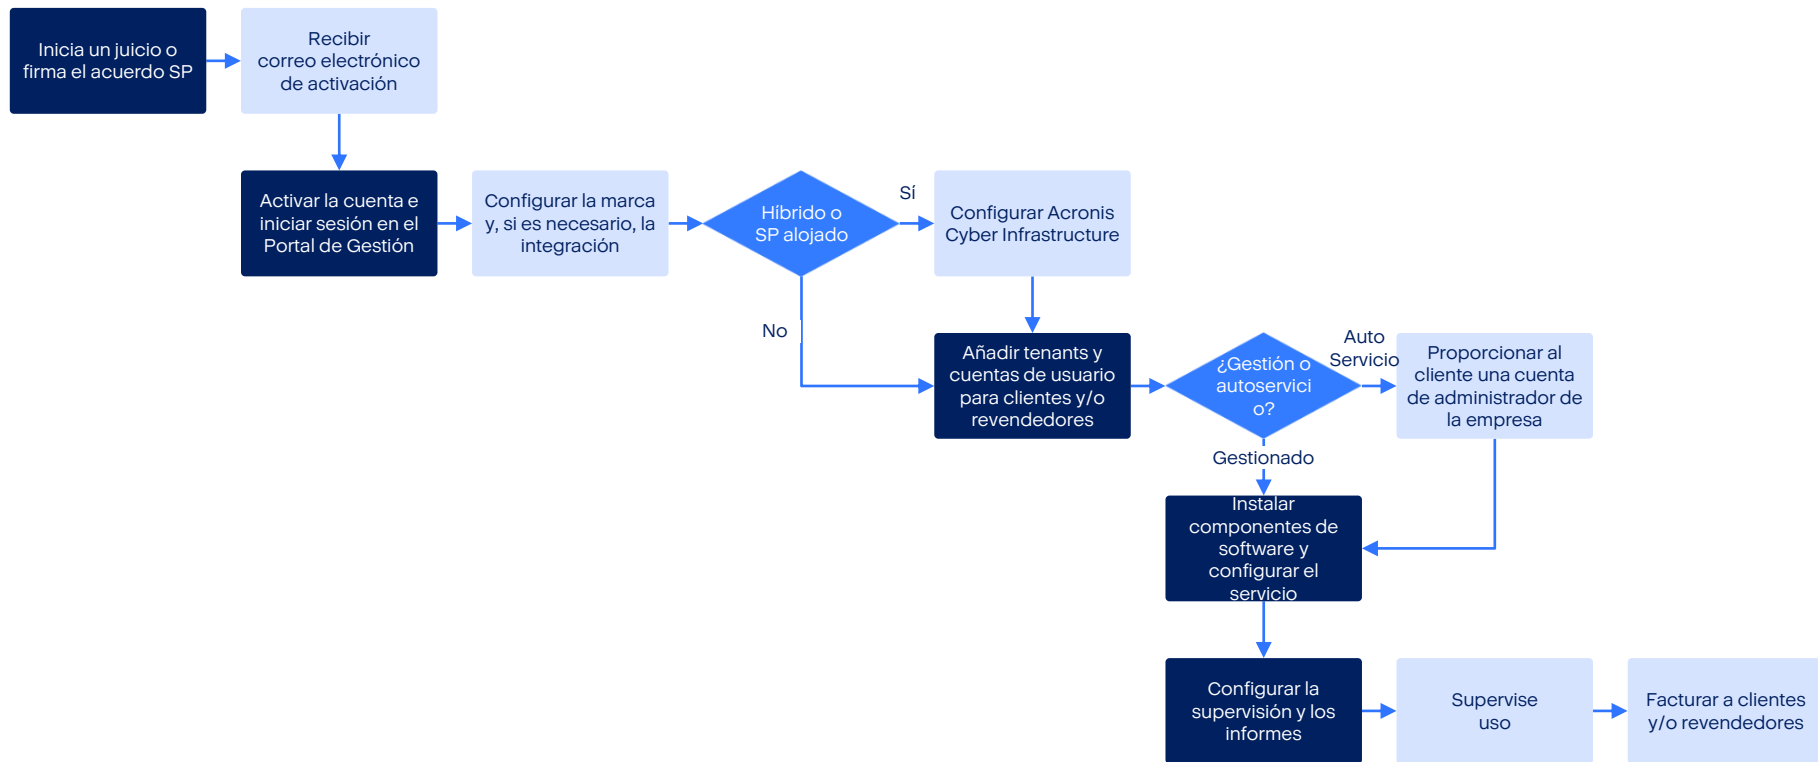 Inicia un juicio o
firma el acuerdo SP
Recibir
correo electrónico
de activación
Activar la cuenta e
iniciar sesión en el
Portal de Gestión
Configurar la marca
y, si es necesario, la
integración
Híbrido o
SP alojado
Sí
Configurar Acronis
Cyber Infrastructure
No
Añadir tenants y
cuentas de usuario
para clientes y/o
revendedores
¿Gestión o
autoservici
o?
Auto
Servicio
Proporcionar al
cliente una cuenta
de administrador de
la empresa
Gestionado
Instalar
componentes de
software y
configurar el
servicio
Configurar la
supervisión y los
informes
Supervise
uso
Facturar a clientes
y/o revendedores